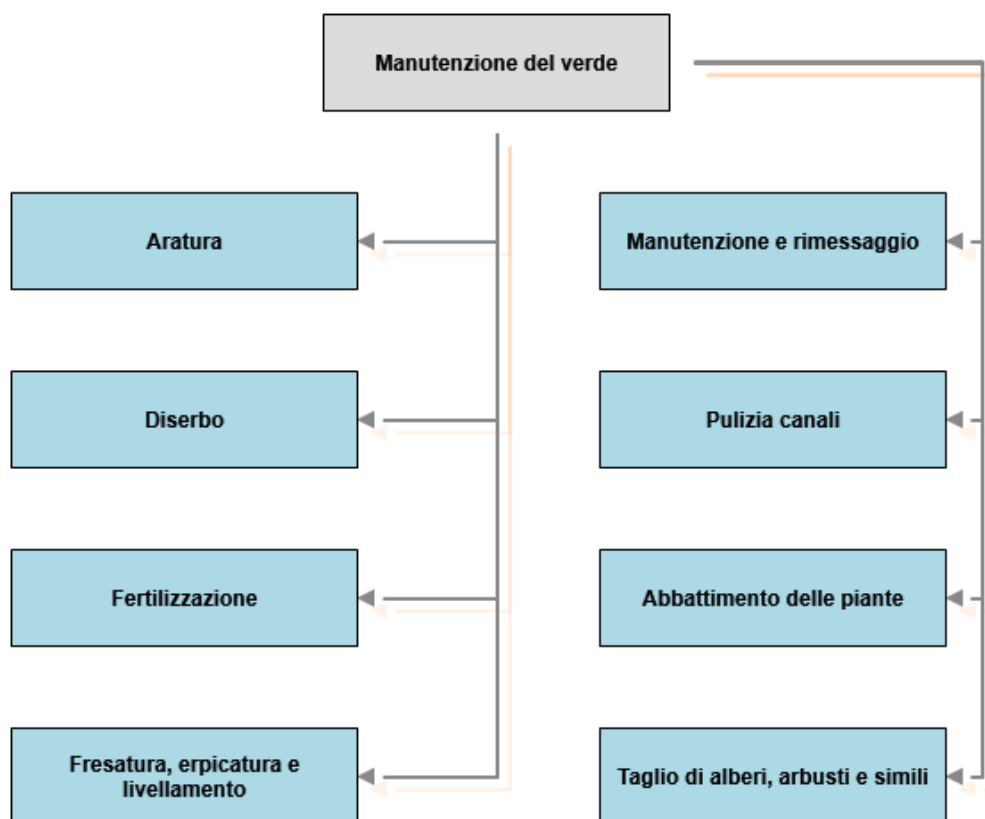 Manutenzione del verde
Aratura
Manutenzione e rimessaggio
Diserbo
Pulizia canali
Fertilizzazione
Abbattimento delle piante
Fresatura, erpicatura e
livellamento
Taglio di alberi, arbusti e simili